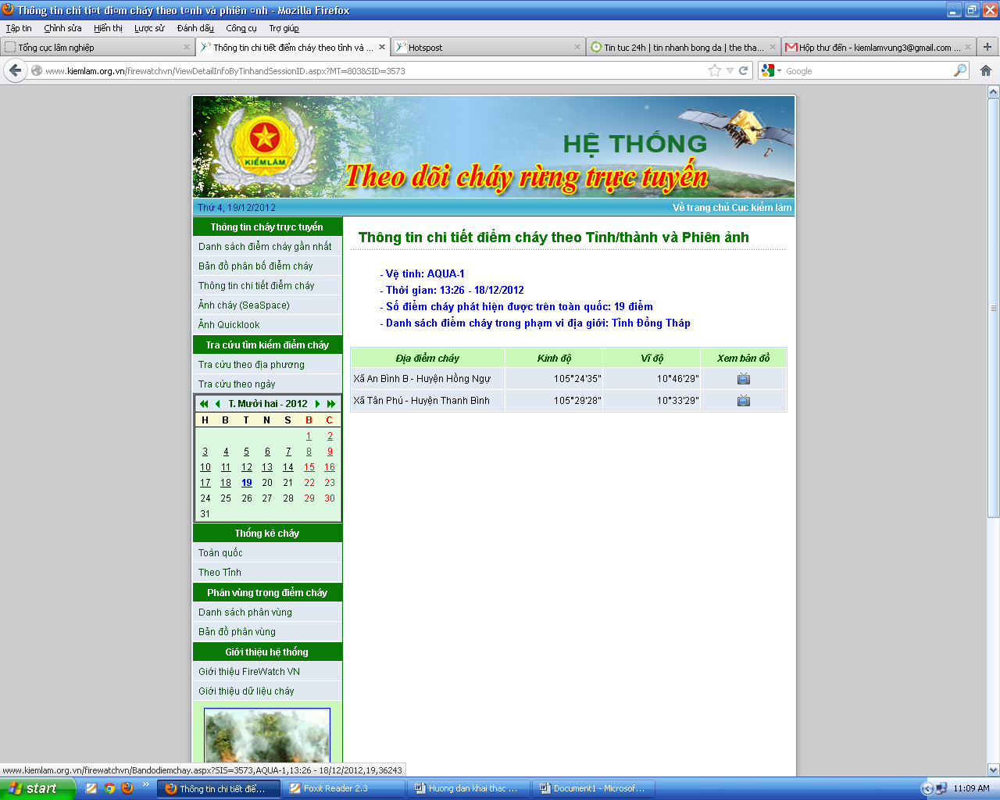 Thông tin chi ti¤t đi¤m cháy theo t¤nh và phiên ¤nh - Mozilla Firefox
Tập tin Chỉnh sửa Hiển thị Lược sử Đánh dấu Công cụ Trợ giúp
Tổng cục lâm nghiệp
Thông tin chi tiết điểm cháy theo tỉnh và ...
Hotspost
Tin tuc 24h | tin nhanh bong da | the tha...
Hộp thư đến - kiemlamvung3@gmail.com ...
www.kiemlam.org.vn/firewatchvn/ViewDetailInfoByTinhandSessionID.aspx?MT=803&SID=3573
Google
KIỂM LÂM
HỆ THỐNG
Theo dõi cháy rừng trực tuyến
Thứ 4, 19/12/2012
Về trang chủ Cục kiểm lâm
Thông tin cháy trực tuyến
Danh sách điểm cháy gần nhất
Bản đồ phân bố điểm cháy
Thông tin chi tiết điểm cháy
Ảnh cháy (SeaSpace)
Ảnh Quicklook
Tra cứu tìm kiếm điểm cháy
Tra cứu theo địa phương
Tra cứu theo ngày
T. Mười hai - 2012
H B T N S B C
1 2
3 4 5 6 7 8 9
10 11 12 13 14 15 16
17 18 19 20 21 22 23
24 25 26 27 28 29 30
31
Thống kê cháy
Toàn quốc
Theo Tỉnh
Phân vùng trọng điểm cháy
Danh sách phân vùng
Bản đồ phân vùng
Giới thiệu hệ thống
Giới thiệu FireWatch VN
Giới thiệu dữ liệu cháy
Thông tin chi tiết điểm cháy theo Tỉnh/thành và Phiên ảnh
- Vệ tinh: AQUA-1
- Thời gian: 13:26 - 18/12/2012
- Số điểm cháy phát hiện được trên toàn quốc: 19 điểm
- Danh sách điểm cháy trong phạm vi địa giới: Tỉnh Đồng Tháp
Địa điểm cháy Kinh độ Vĩ độ Xem bản đồ
Xã An Bình B - Huyện Hồng Ngự 105°24'35" 10°46'29"
Xã Tân Phú - Huyện Thanh Bình 105°29'28" 10°33'29"
www.kiemlam.org.vn/firewatchvn/Bandodiemchay.aspx?SIS=3573,AQUA-1,13:26 - 18/12/2012,19,36243
start
Thông tin chi tiết điể...
Foxit Reader 2.3
Huong dan khai thac ...
Document1 - Microsof...
11:09 AM